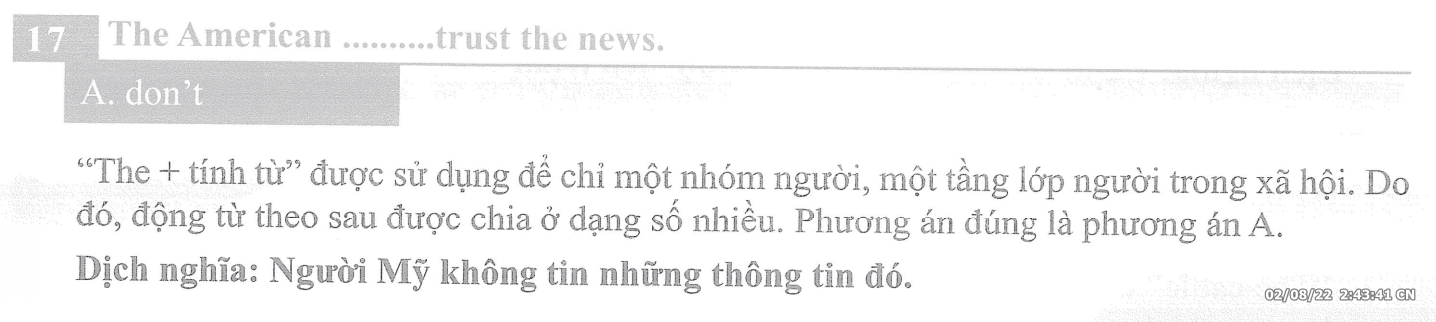 17 The American ..........trust the news.
A. don’t
“The + tính từ” được sử dụng để chỉ một nhóm người, một tầng lớp người trong xã hội. Do
đó, động từ theo sau được chia ở dạng số nhiều. Phương án đúng là phương án A.
Dịch nghĩa: Người Mỹ không tin những thông tin đó.
02/08/22 2:43:41 CN